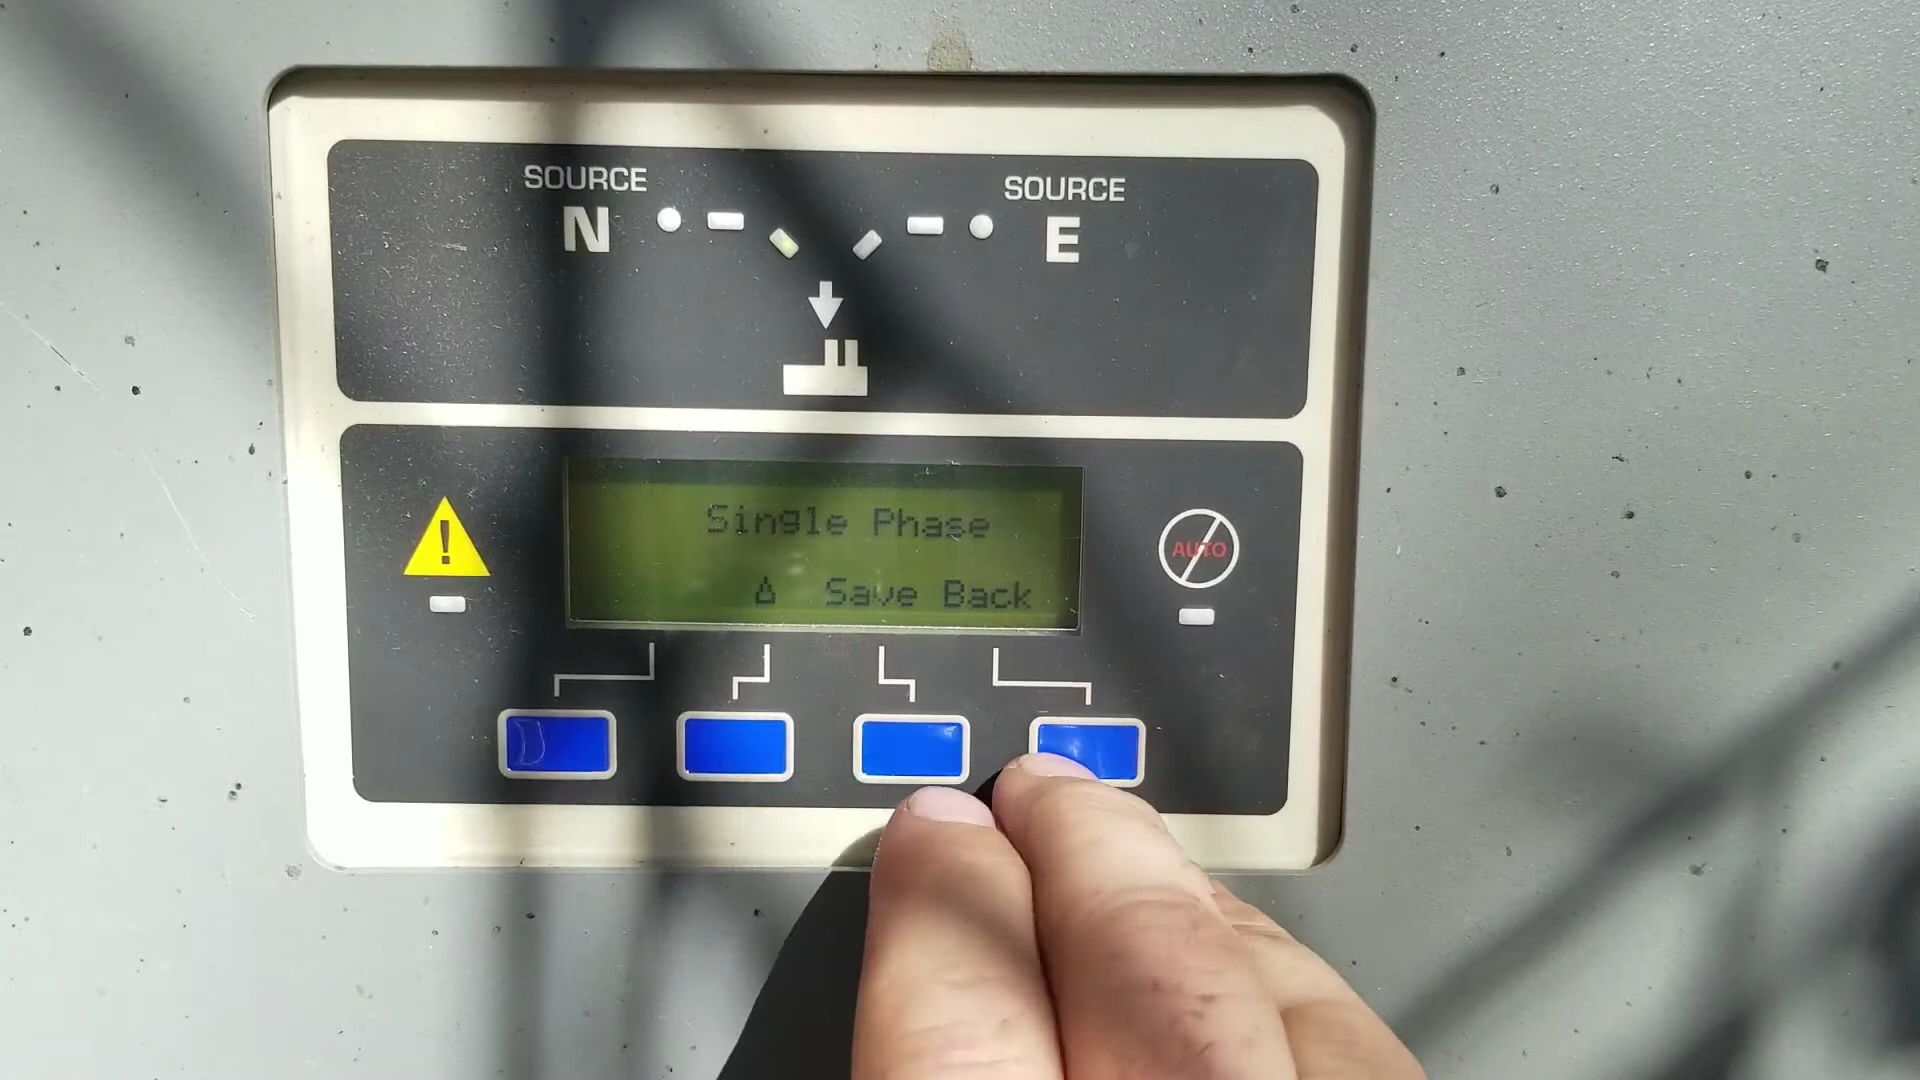 SOURCE
N
SOURCE
E
Single Phase
Δ Save Back
!
AUTO